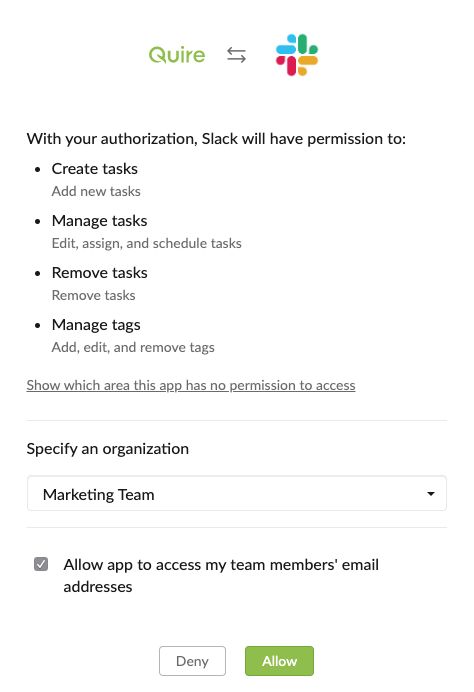 Quire
With your authorization, Slack will have permission to:
Create tasks
Add new tasks
Manage tasks
Edit, assign, and schedule tasks
Remove tasks
Remove tasks
Manage tags
Add, edit, and remove tags
Show which area this app has no permission to access
Specify an organization
Marketing Team
Allow app to access my team members' email
addresses
Deny Allow